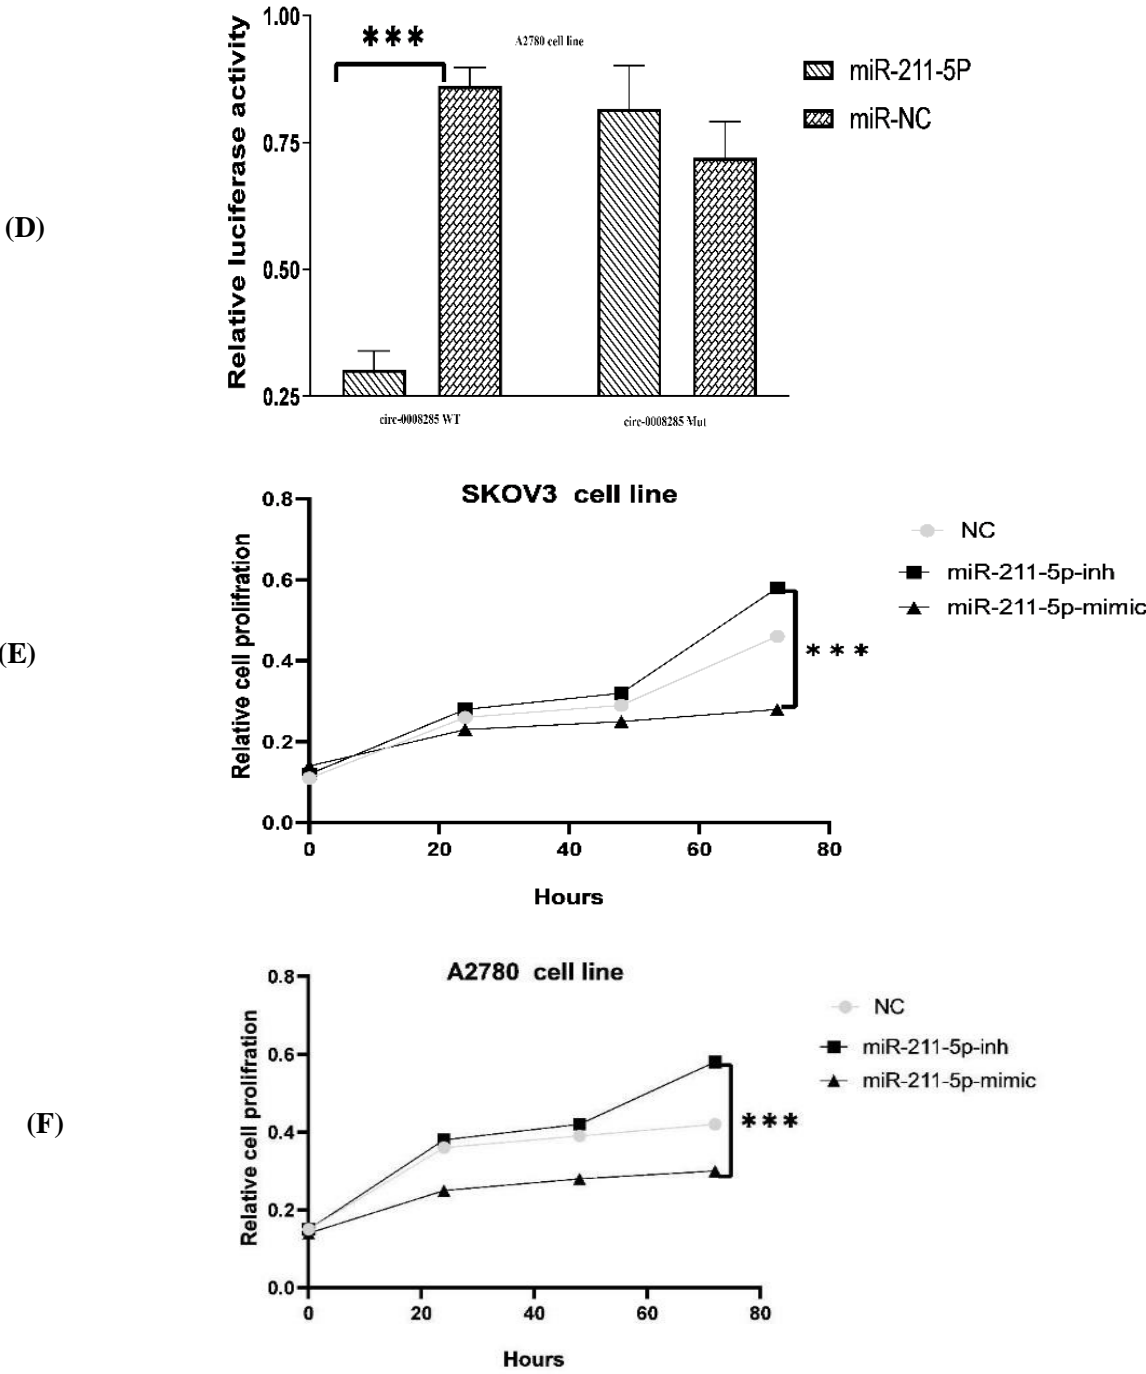 (D)
Relative luciferase activity
1.00
0.75
0.50
0.25
***
A2780 cell line
miR-211-5P
miR-NC
circ-0008285 WT
circ-0008285 Mut
(E)
SKOV3 cell line
Relative cell prolifration
0.8
0.6
0.4
0.2
0.0
0
20
40
60
80
Hours
NC
miR-211-5p-inh
miR-211-5p-mimic
***
(F)
A2780 cell line
Relative cell prolifration
0.8
0.6
0.4
0.2
0.0
0
20
40
60
80
Hours
NC
miR-211-5p-inh
miR-211-5p-mimic
***